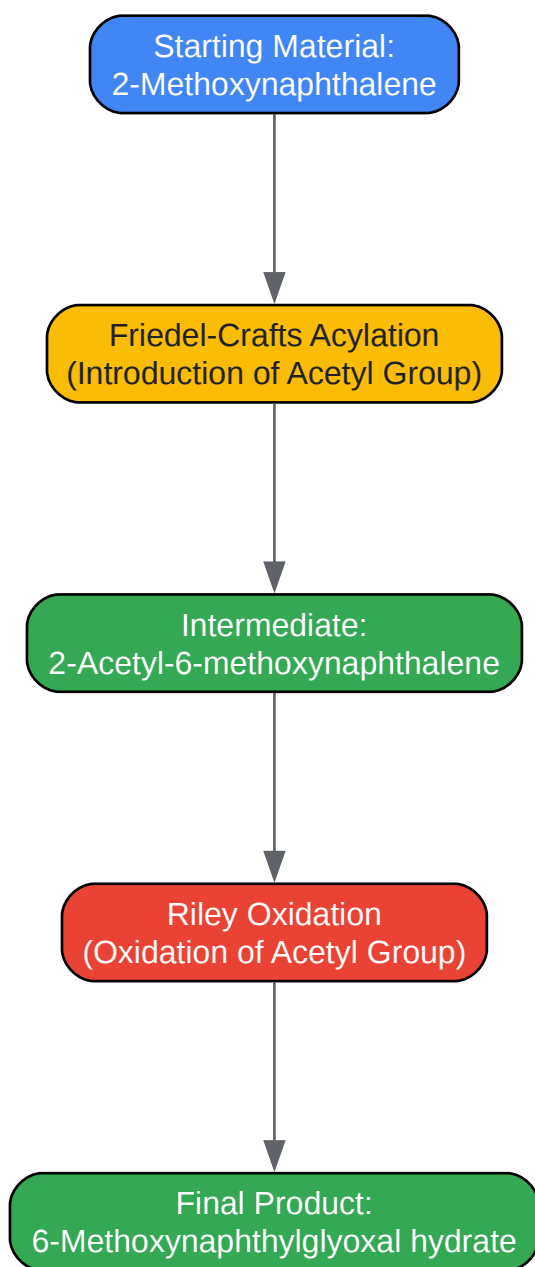 Starting Material:
2-Methoxynaphthalene
Friedel-Crafts Acylation
(Introduction of Acetyl Group)
Intermediate:
2-Acetyl-6-methoxynaphthalene
Riley Oxidation
(Oxidation of Acetyl Group)
Final Product:
6-Methoxynaphthylglyoxal hydrate